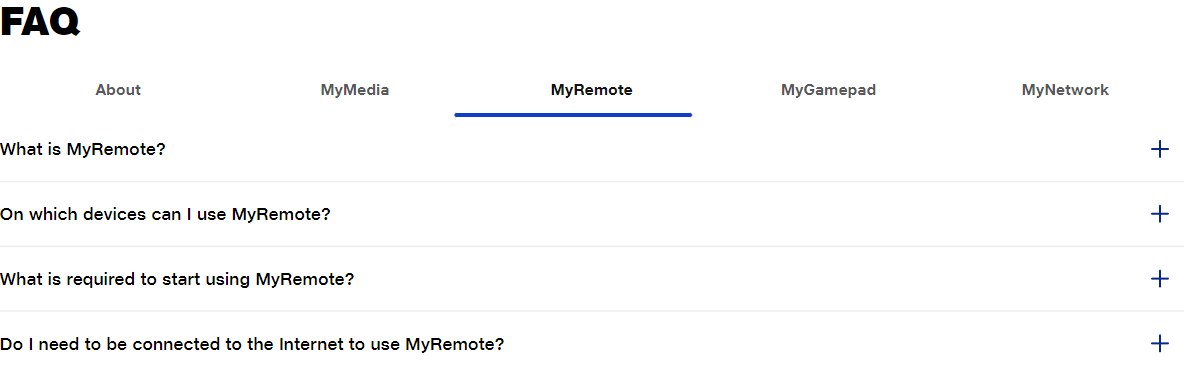 FAQ
About MyMedia MyRemote MyGamepad MyNetwork
What is MyRemote?
On which devices can I use MyRemote?
What is required to start using MyRemote?
Do I need to be connected to the Internet to use MyRemote?